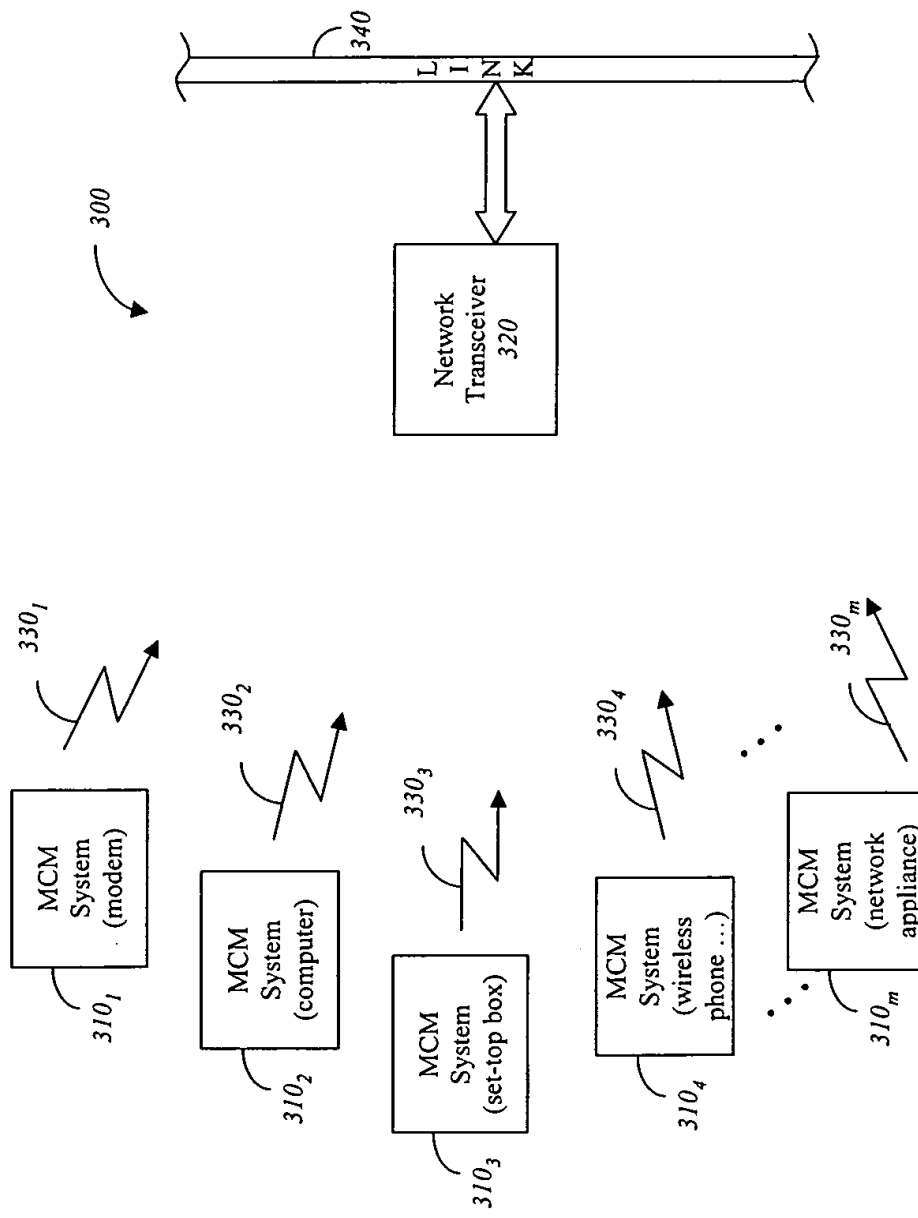 300
340
LINK
Network
Transceiver
320
330₁
MCM
System
(modem)
310₁
330₂
MCM
System
(computer)
310₂
330₃
MCM
System
(set-top box)
310₃
330₄
MCM
System
(wireless
phone …)
310₄
330ₘ
MCM
System
(network
appliance)
310ₘ